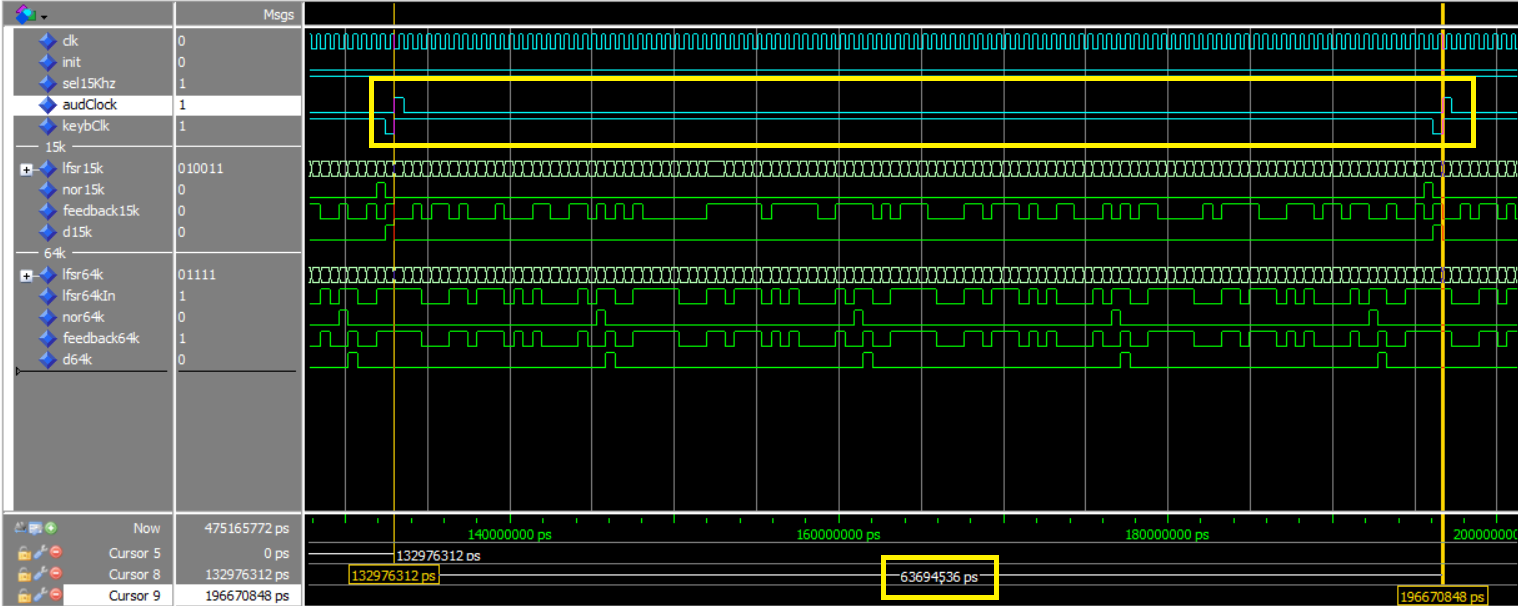 Msgs
clk 0
init 0
sel15Khz 1
audClock 1
keybClk 1
15k
lfsr15k 010011
nor15k 0
feedback15k 0
d15k 0
64k
lfsr64k 01111
lfsr64kIn 1
nor64k 0
feedback64k 1
d64k 0
Now 475165772 ps 140000000 ps 160000000 ps 180000000 ps 200000000
Cursor 5 0 ps 132976312 ps
Cursor 8 132976312 ps 132976312 ps 63694536 ps
Cursor 9 196670848 ps 196670848 ps